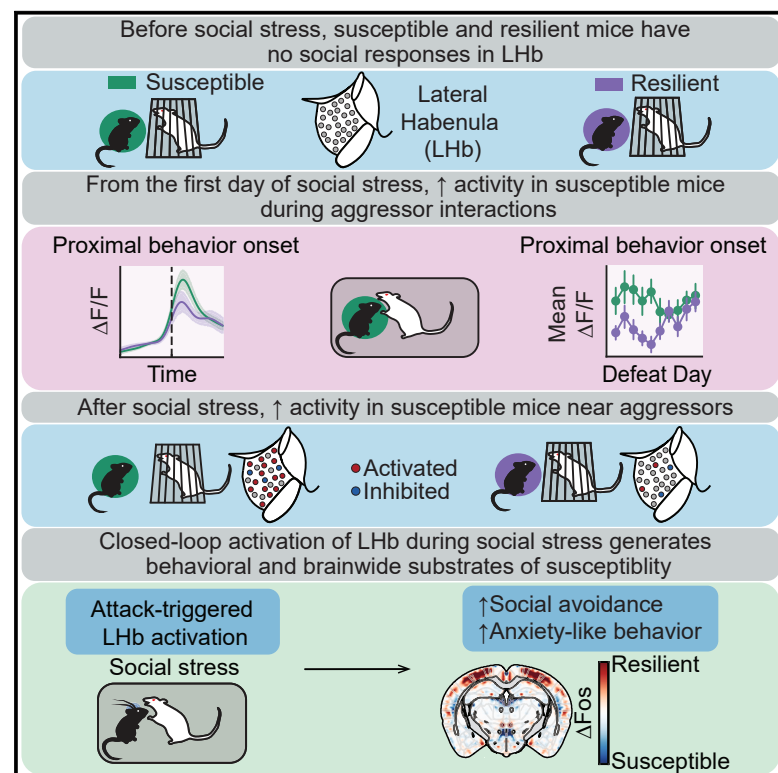 Before social stress, susceptible and resilient mice have
no social responses in LHb
Susceptible
Lateral
Habenula
(LHb)
Resilient
From the first day of social stress, ↑ activity in susceptible mice
during aggressor interactions
Proximal behavior onset
ΔF/F
Time
Proximal behavior onset
Mean
ΔF/F
Defeat Day
After social stress, ↑ activity in susceptible mice near aggressors
Activated
Inhibited
Closed-loop activation of LHb during social stress generates
behavioral and brainwide substrates of susceptiblity
Attack-triggered
LHb activation
Social stress
↑Social avoidance
↑Anxiety-like behavior
Resilient
ΔFos
Susceptible